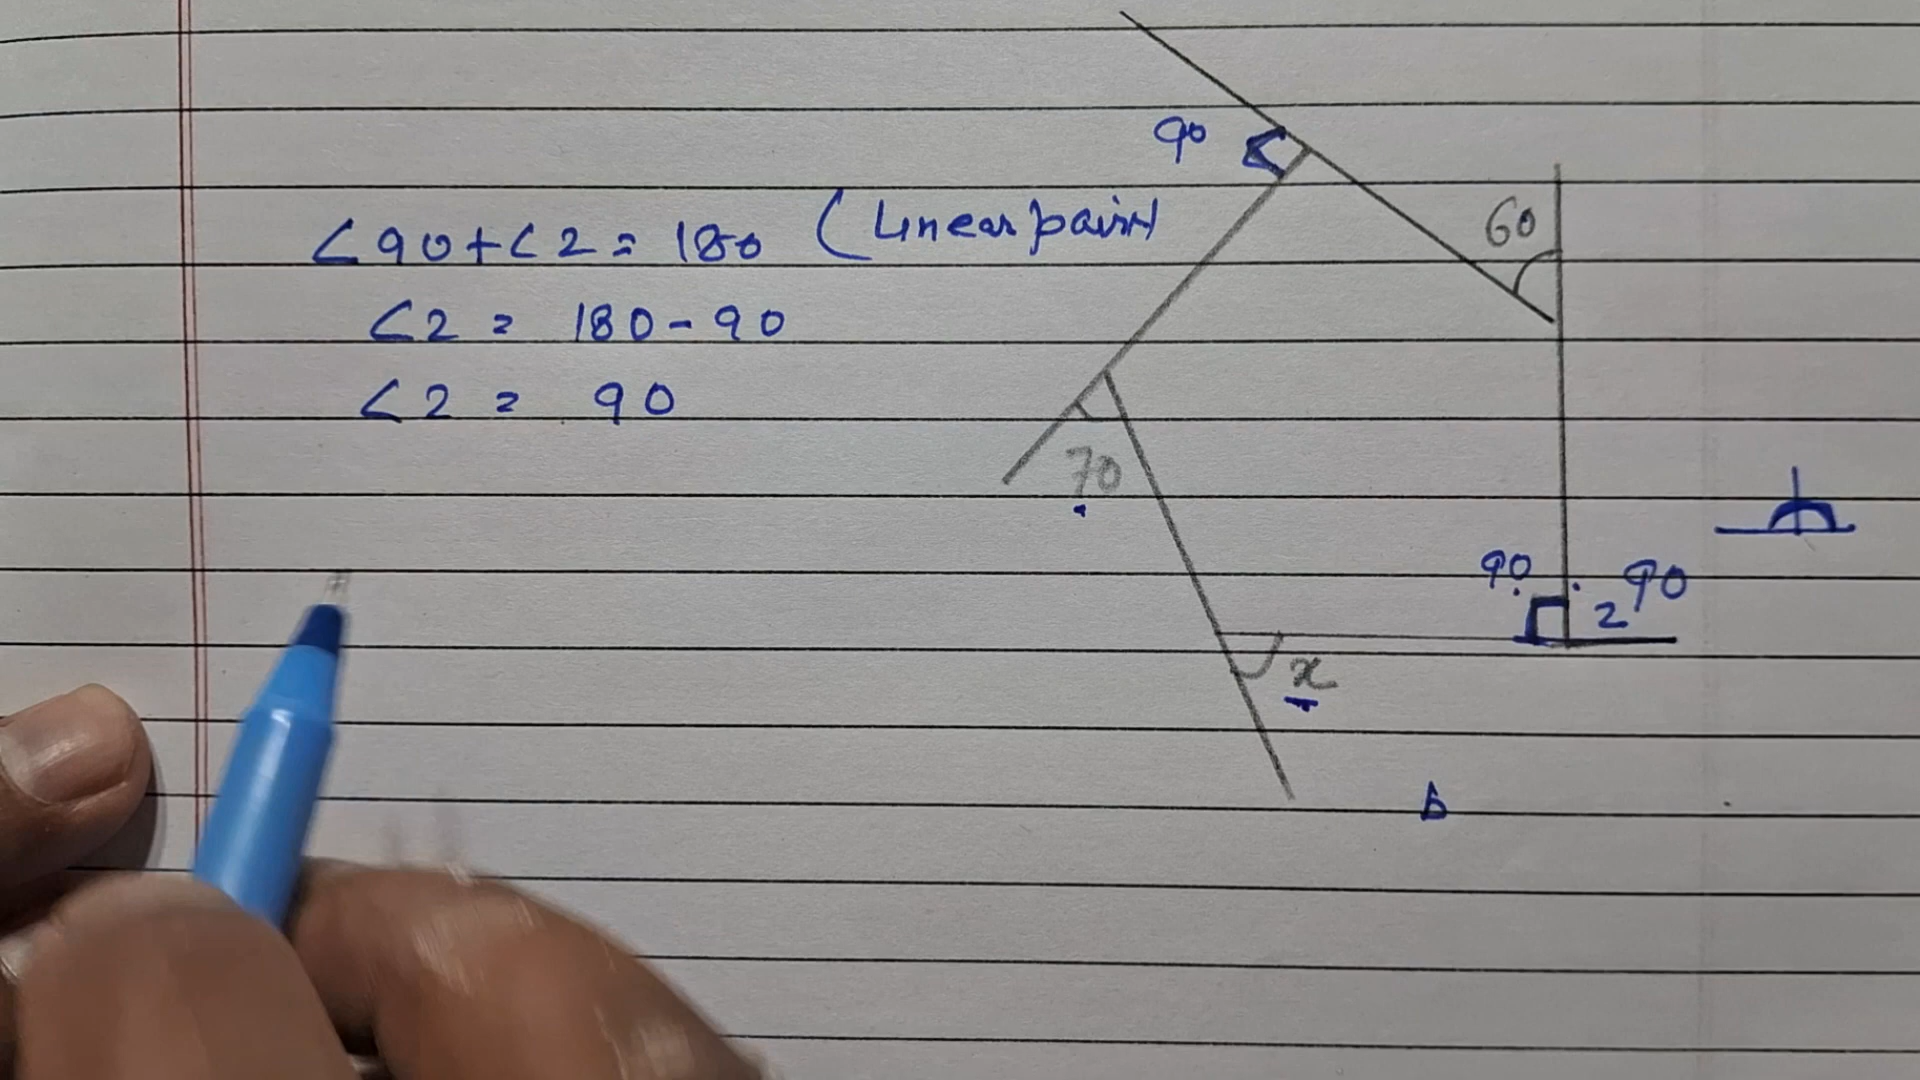 ∠90+∠2=180 (Linear pair)
∠2 = 180-90
∠2 = 90
90
60
70
90
2 90
x